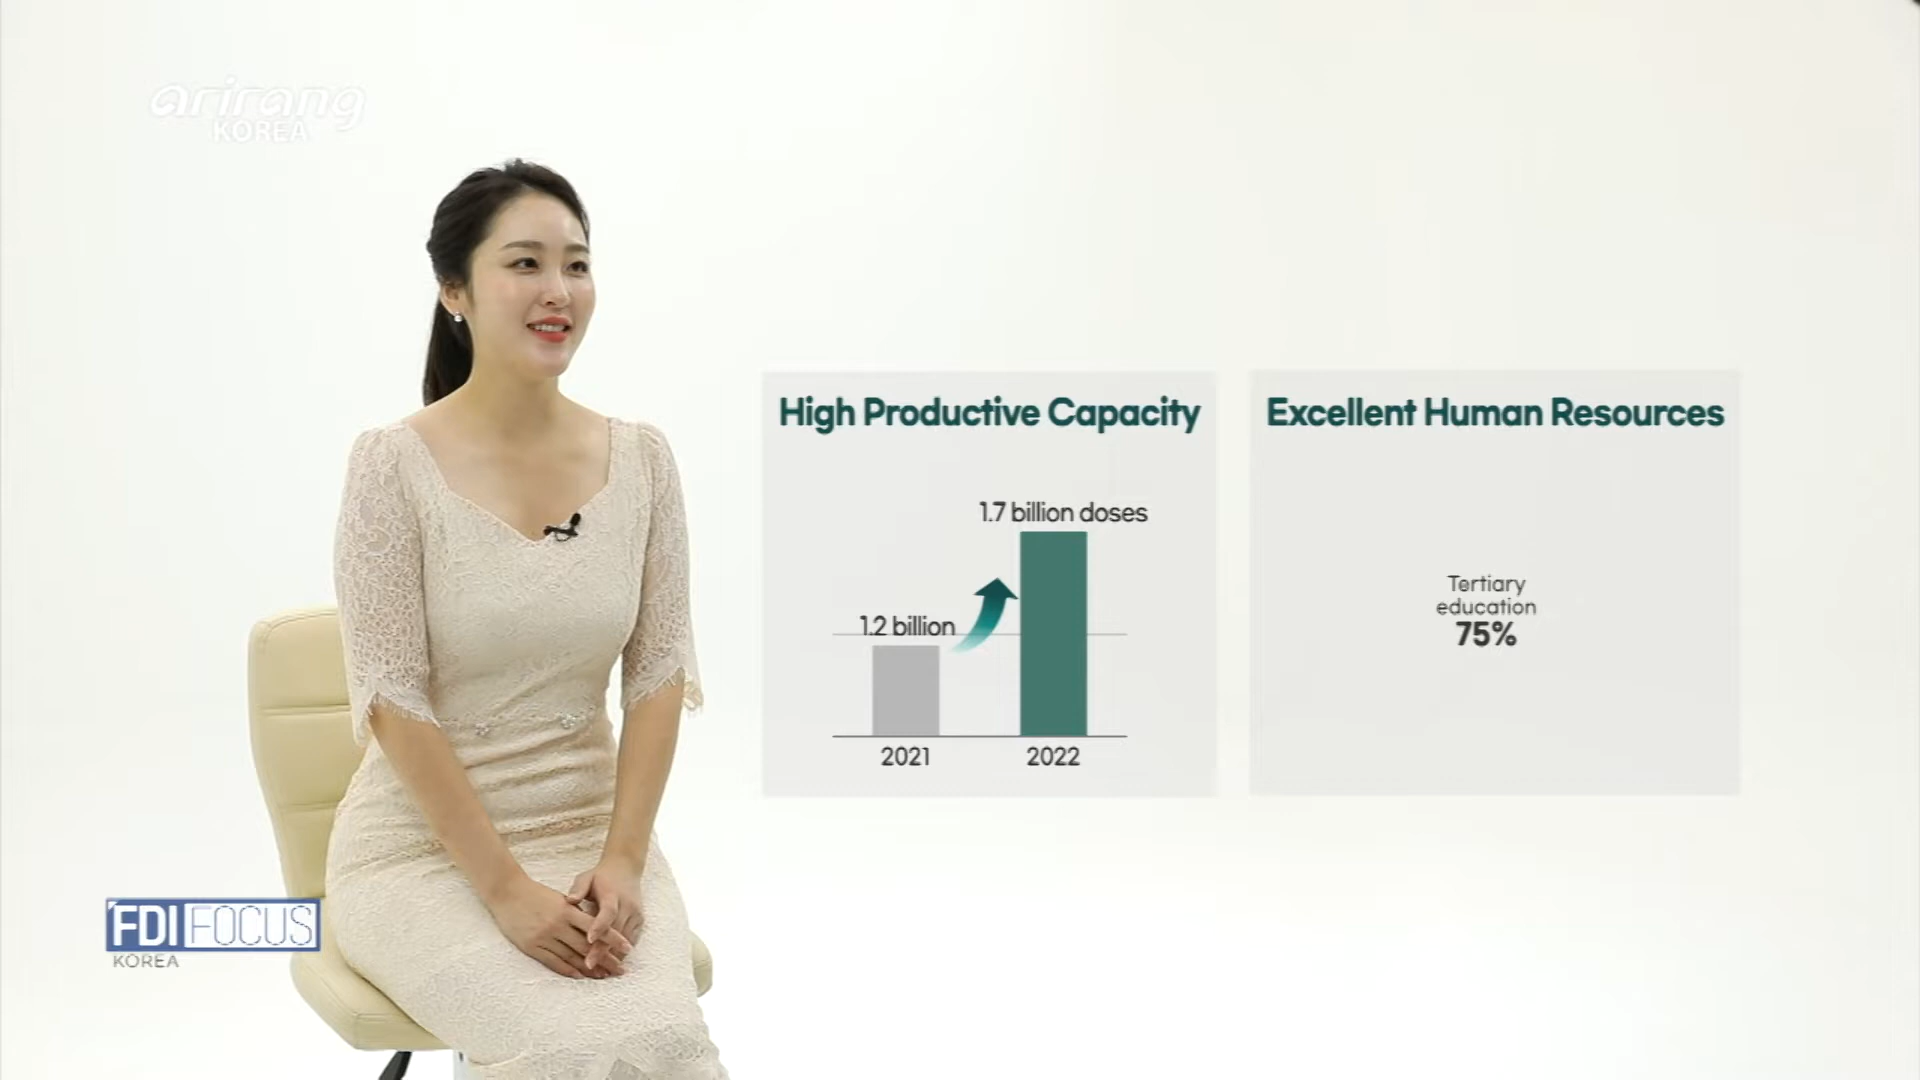 arirang
KOREA
High Productive Capacity
1.7 billion doses
1.2 billion
2021
2022
Excellent Human Resources
Tertiary
education
75%
FDI FOCUS
KOREA